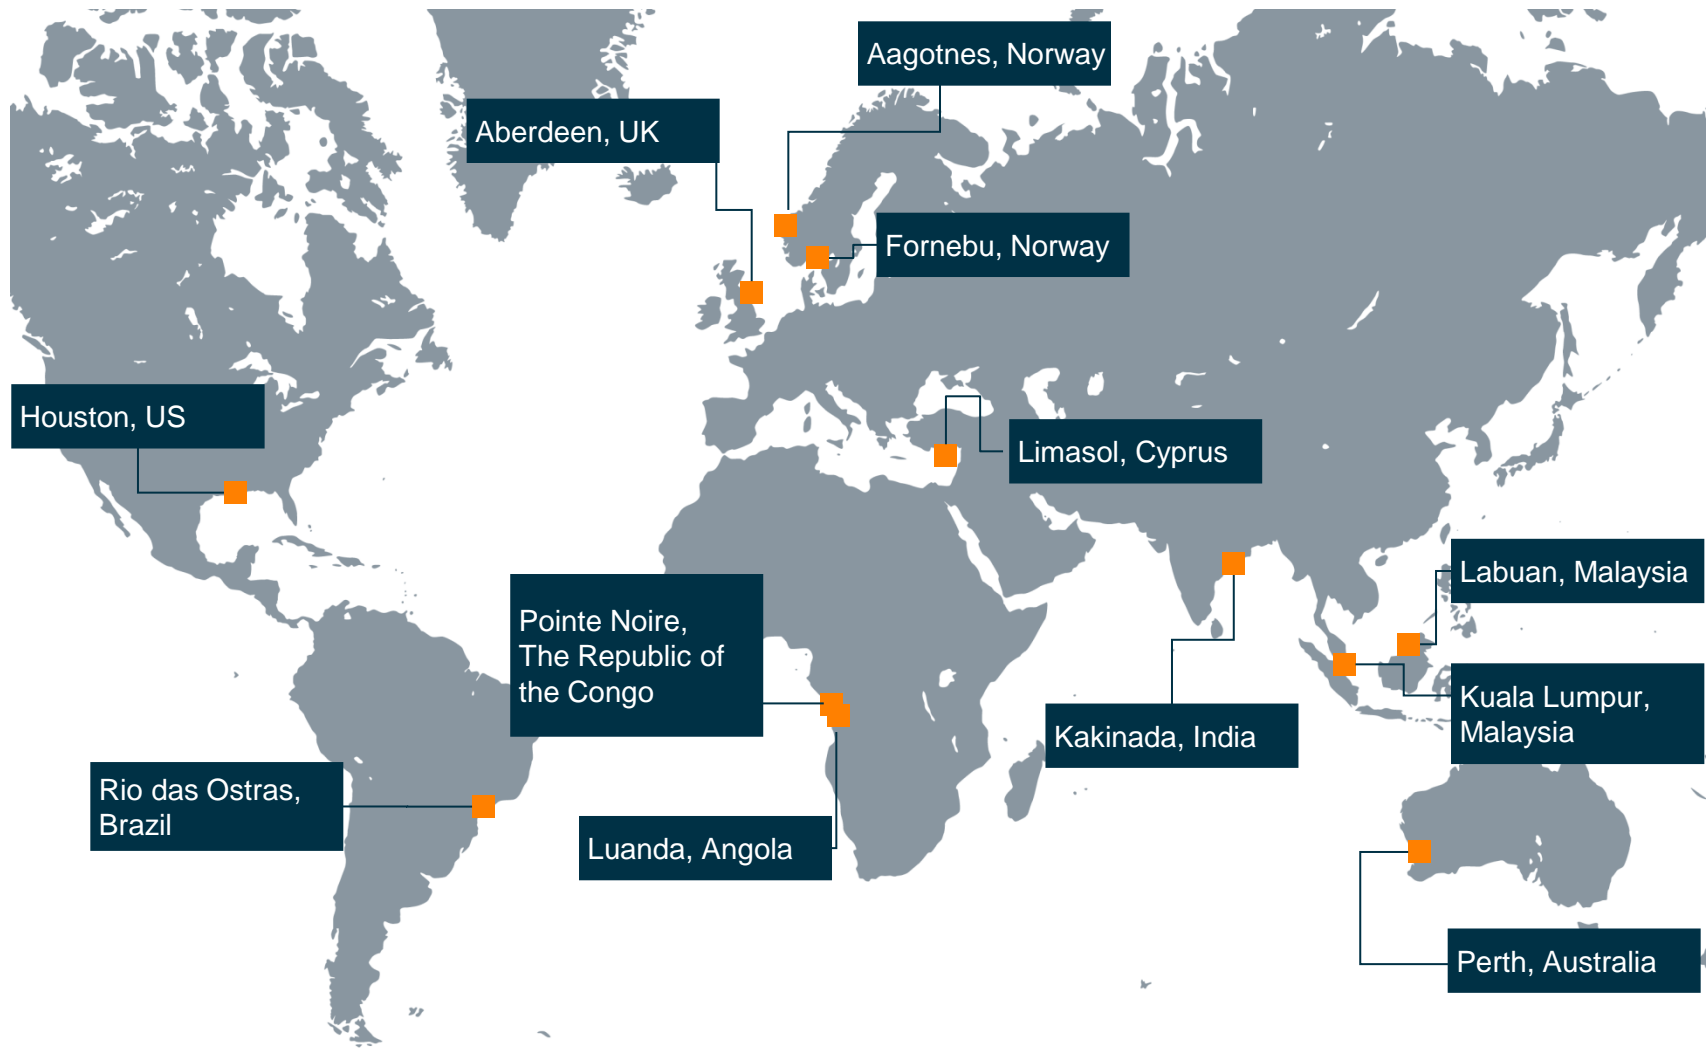 Aagotnes, Norway
Aberdeen, UK
Fornebu, Norway
Houston, US
Limasol, Cyprus
Labuan, Malaysia
Pointe Noire,
The Republic of
the Congo
Kuala Lumpur,
Malaysia
Kakinada, India
Rio das Ostras,
Brazil
Luanda, Angola
Perth, Australia